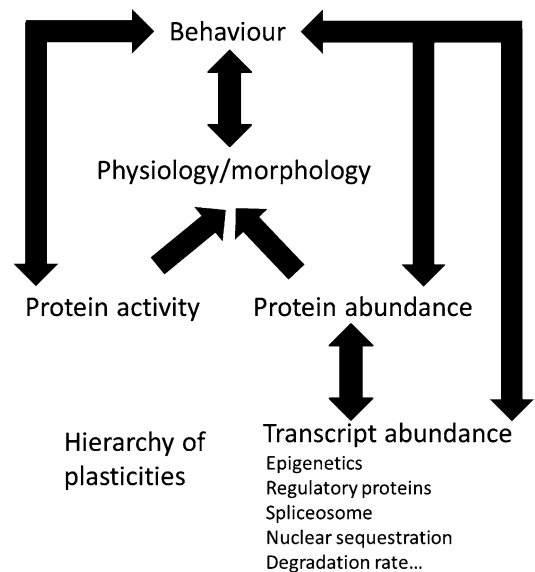 Behaviour
Physiology/morphology
Protein activity
Protein abundance
Hierarchy of
plasticities
Transcript abundance
Epigenetics
Regulatory proteins
Spliceosome
Nuclear sequestration
Degradation rate...